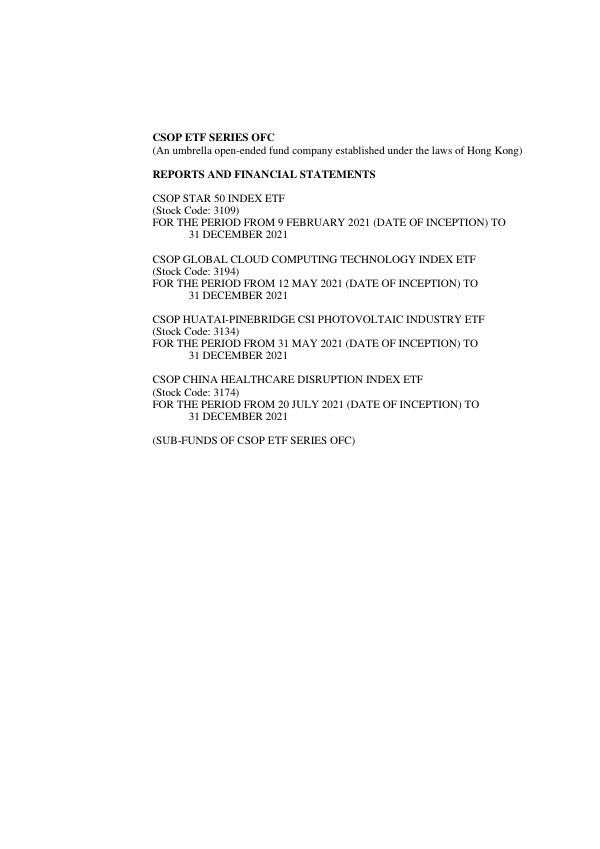 CSOP ETF SERIES OFC
(An umbrella open-ended fund company established under the laws of Hong Kong)
REPORTS AND FINANCIAL STATEMENTS
CSOP STAR 50 INDEX ETF
(Stock Code: 3109)
FOR THE PERIOD FROM 9 FEBRUARY 2021 (DATE OF INCEPTION) TO
31 DECEMBER 2021
CSOP GLOBAL CLOUD COMPUTING TECHNOLOGY INDEX ETF
(Stock Code: 3194)
FOR THE PERIOD FROM 12 MAY 2021 (DATE OF INCEPTION) TO
31 DECEMBER 2021
CSOP HUATAI-PINEBRIDGE CSI PHOTOVOLTAIC INDUSTRY ETF
(Stock Code: 3134)
FOR THE PERIOD FROM 31 MAY 2021 (DATE OF INCEPTION) TO
31 DECEMBER 2021
CSOP CHINA HEALTHCARE DISRUPTION INDEX ETF
(Stock Code: 3174)
FOR THE PERIOD FROM 20 JULY 2021 (DATE OF INCEPTION) TO
31 DECEMBER 2021
(SUB-FUNDS OF CSOP ETF SERIES OFC)